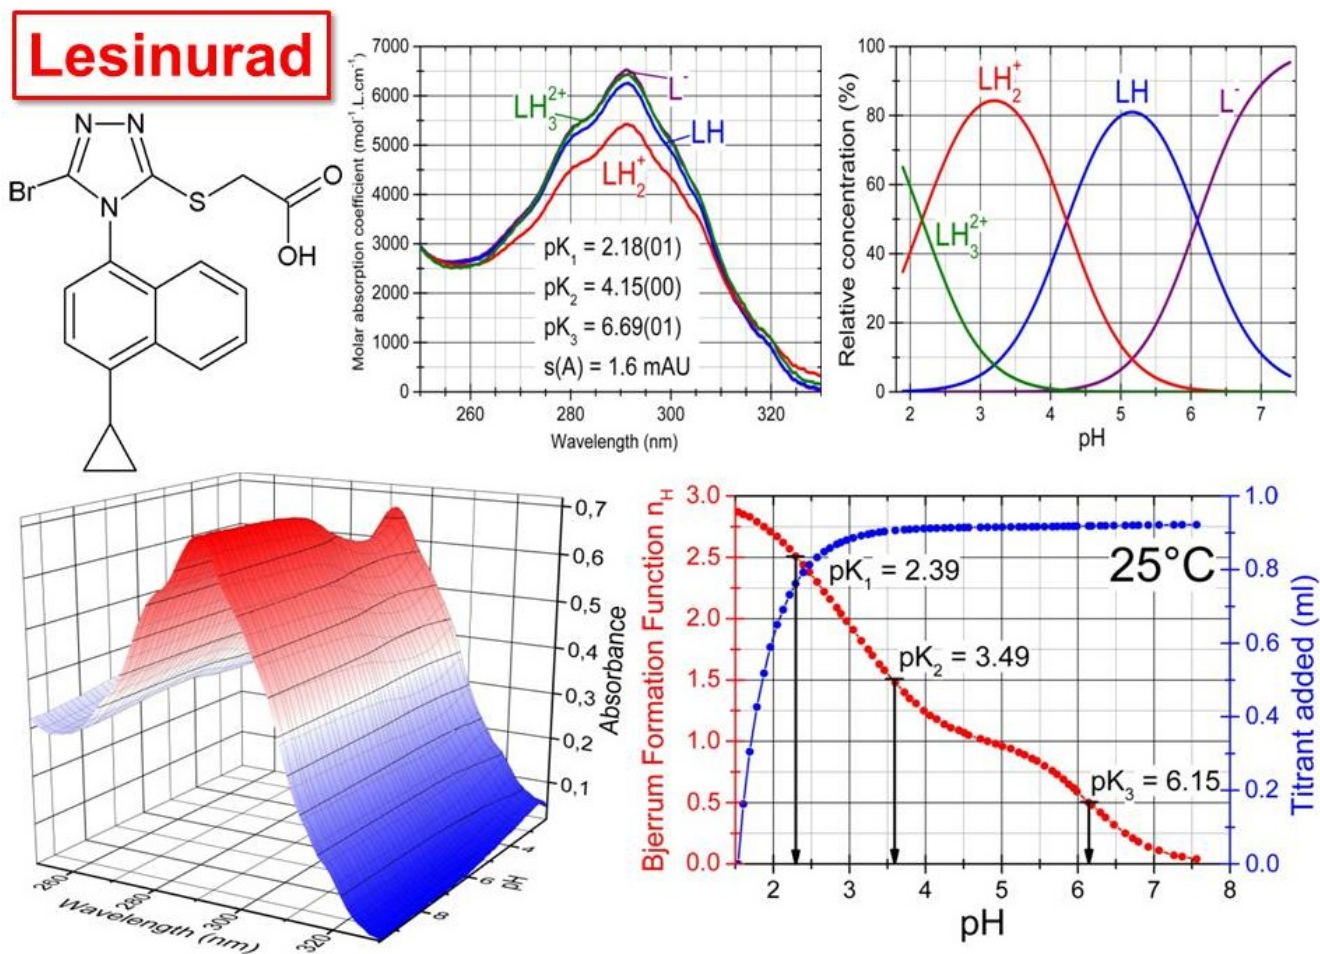 Lesinurad
N N
Br
N
S
O
OH
Molar absorption coefficient (mol⁻¹.L.cm⁻¹)
7000
6000
5000
4000
3000
2000
1000
0
LH₃²⁺
L⁻
LH
LH₂⁺
pK₁ = 2.18(01)
pK₂ = 4.15(00)
pK₃ = 6.69(01)
s(A) = 1.6 mAU
260 280 300 320
Wavelength (nm)
Relative concentration (%)
100
80
60
40
20
0
LH₂⁺
LH
L⁻
LH₃²⁺
2 3 4 5 6 7
pH
0,7
0,6
0,5
0,4
0,3
0,2
0,1
Absorbance
260 280 300 320
Wavelength (nm)
4
6
8
pH
Bjerrum Formation Function n_H
3.0
2.5
2.0
1.5
1.0
0.5
0.0
25°C
pK₁ = 2.39
pK₂ = 3.49
pK₃ = 6.15
1.0
0.8
0.6
0.4
0.2
0.0
Titrant added (ml)
2 3 4 5 6 7 8
pH